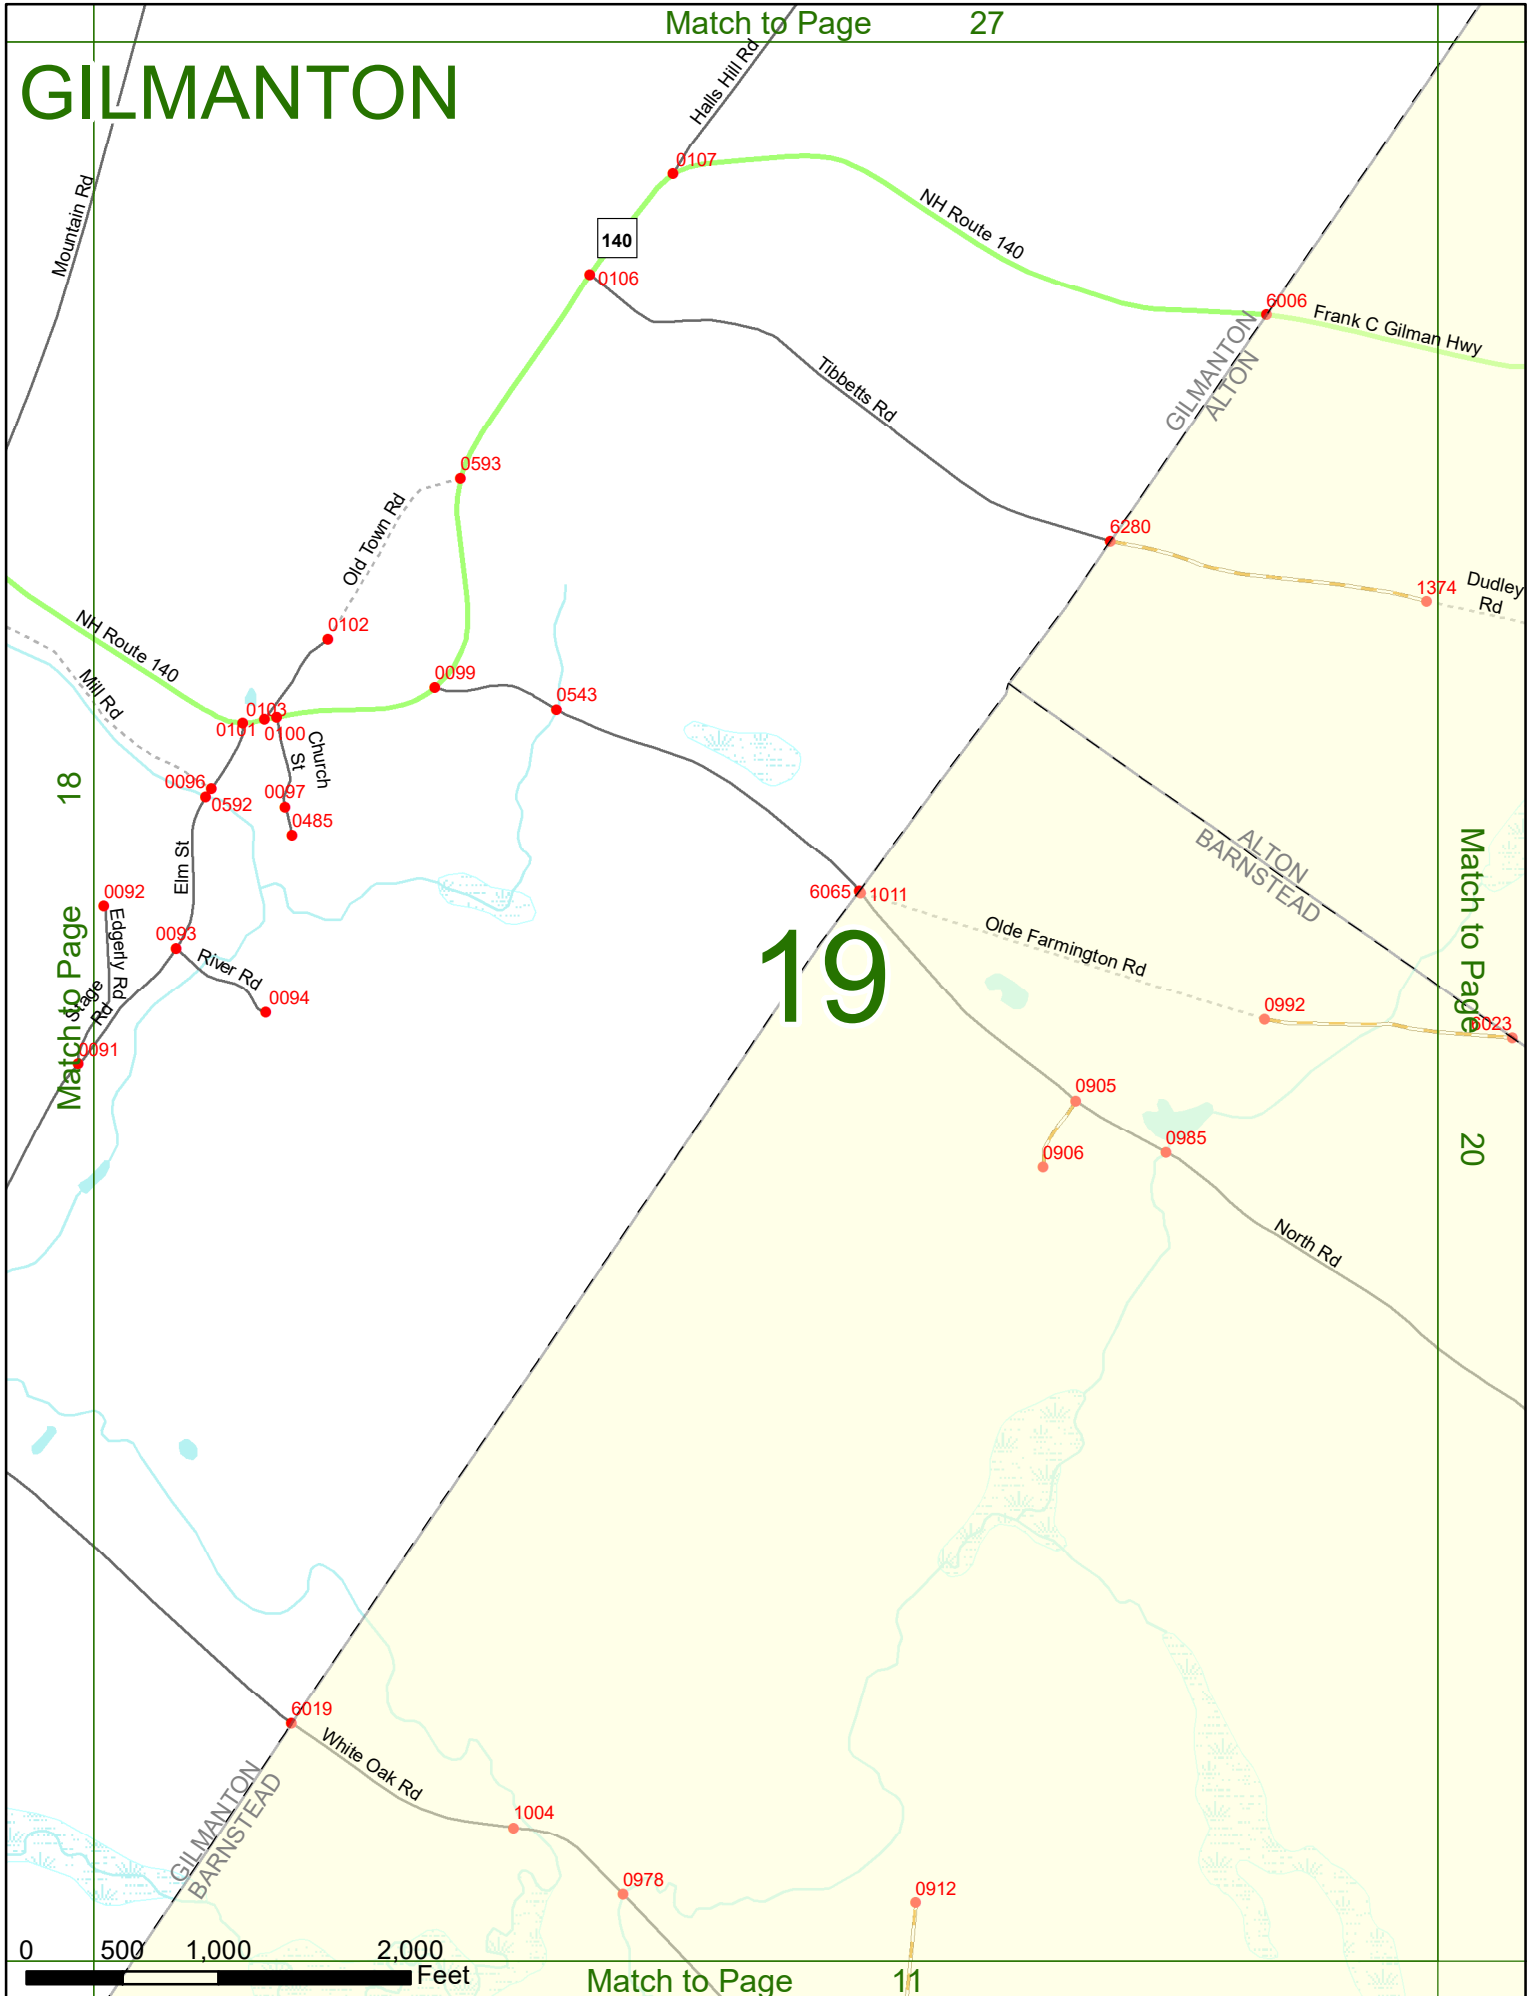 Match to Page 27
GILMANTON
Halls Hill Rd
0107
Mountain Rd
NH Route 140
140
0106
6006
Frank C Gilman Hwy
GILMANTON
ALTON
Tibbetts Rd
0593
Old Town Rd
6280
1374
Dudley
Rd
NH Route 140
0102
Mill Rd
0099
0543
0103
0101
0100
Church
St
18
0096
0592
0097
0485
Elm St
ALTON
BARNSTEAD
Match to Page
20
0092
Edgerly Rd
6065
1011
Match to Page
0093
River Rd
Olde Farmington Rd
19
0094
Stage
Rd
0992
6023
0091
0905
0906
0985
North Rd
6019
White Oak Rd
GILMANTON
BARNSTEAD
1004
0978
0912
0 500 1,000 2,000
Feet
Match to Page 11